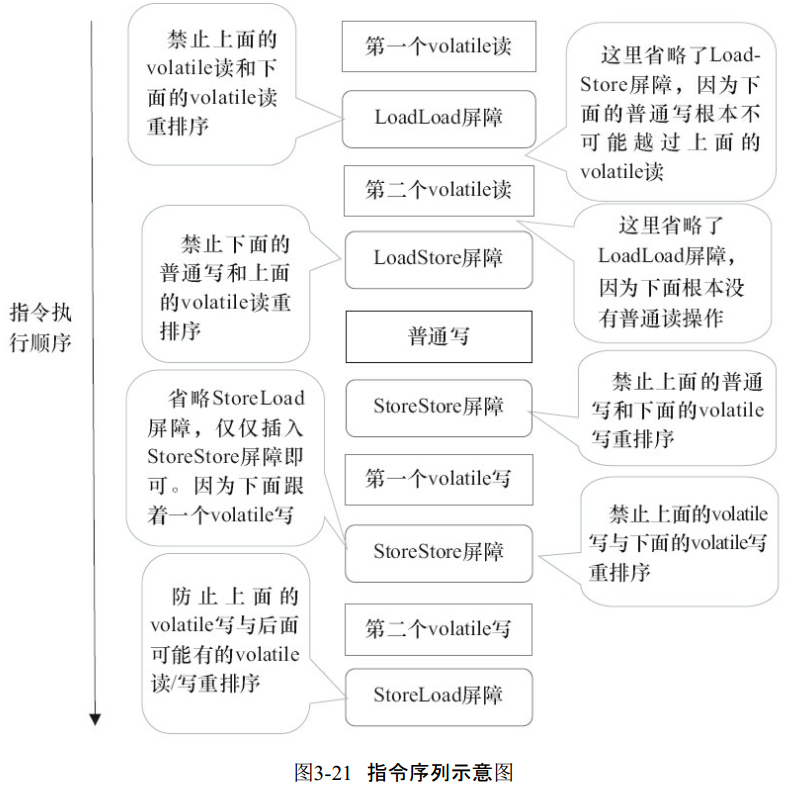 禁止上面的
volatile读和下
面的volatile读
重排序
第一个volatile读
LoadLoad屏障
这里省略了Load-
Store屏障，因为下
面的普通写根本不
可能越过上面的
volatile读
第二个volatile读
禁止下面的
普通写和上面
的volatile读重
排序
LoadStore屏障
这里省略了
LoadLoad屏障，
因为下面根本没
有普通读操作
指令执
行顺序
普通写
省略StoreLoad
屏障，仅仅插入
StoreStore屏障即
可。因为下面跟
着一个volatile写
StoreStore屏障
禁止上面的普通
写和下面的volatile
写重排序
第一个volatile写
StoreStore屏障
禁止上面的volatile
写与下面的volatile写
重排序
防止上面的
volatile写与后面
可能有的volatile
读/写重排序
第二个volatile写
StoreLoad屏障
图3-21 指令序列示意图